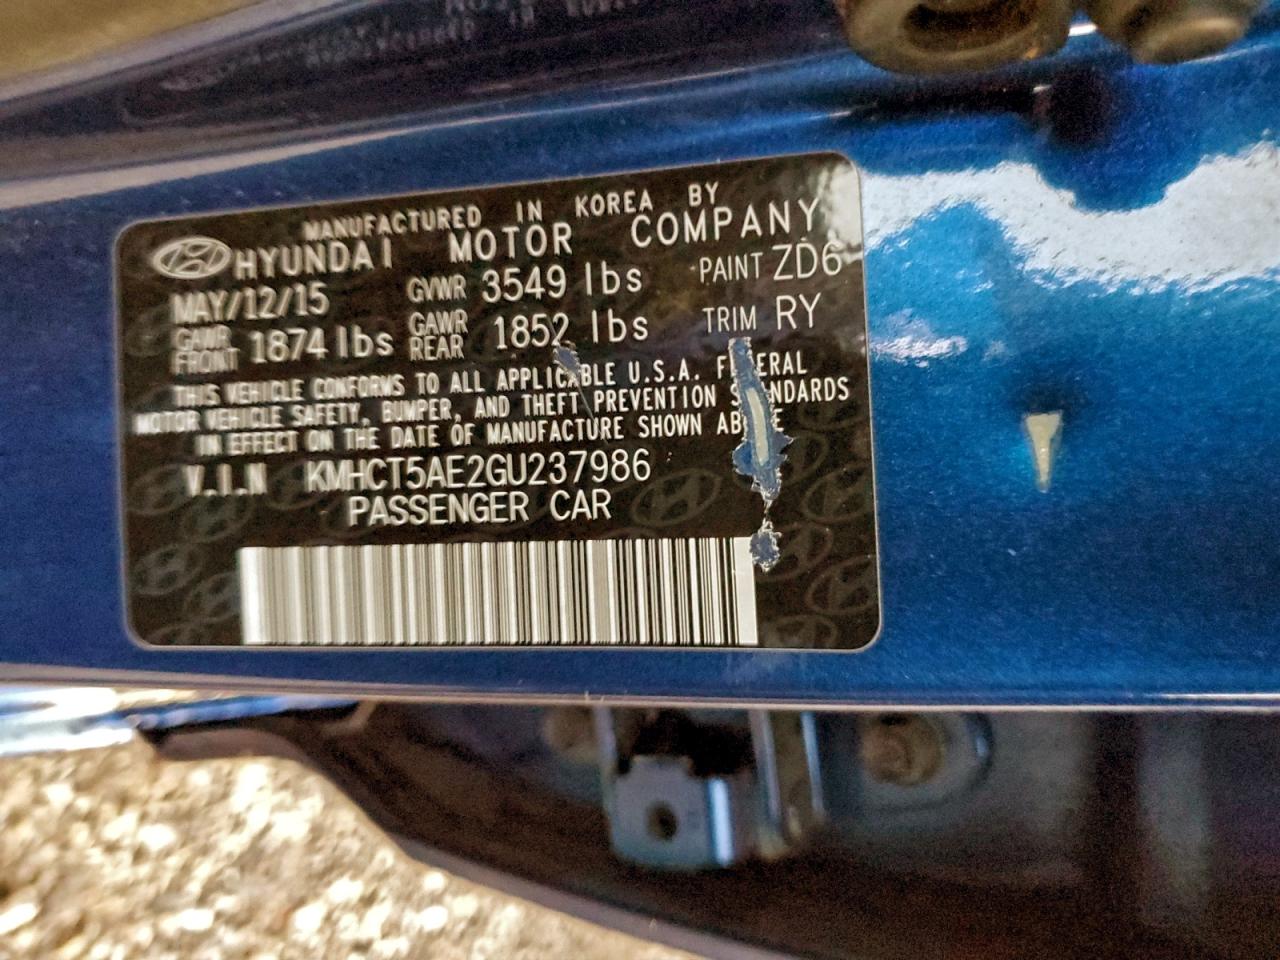 MANUFACTURED IN KOREA BY
HYUNDAI MOTOR COMPANY
MAY/12/15 GVWR 3549 lbs PAINT ZD6
GAWR FRONT 1874 lbs GAWR REAR 1852 lbs TRIM RY
THIS VEHICLE CONFORMS TO ALL APPLICABLE U.S.A. FEDERAL
MOTOR VEHICLE SAFETY, BUMPER, AND THEFT PREVENTION STANDARDS
IN EFFECT ON THE DATE OF MANUFACTURE SHOWN ABOVE
V.I.N KMHCT5AE2GU237986
PASSENGER CAR